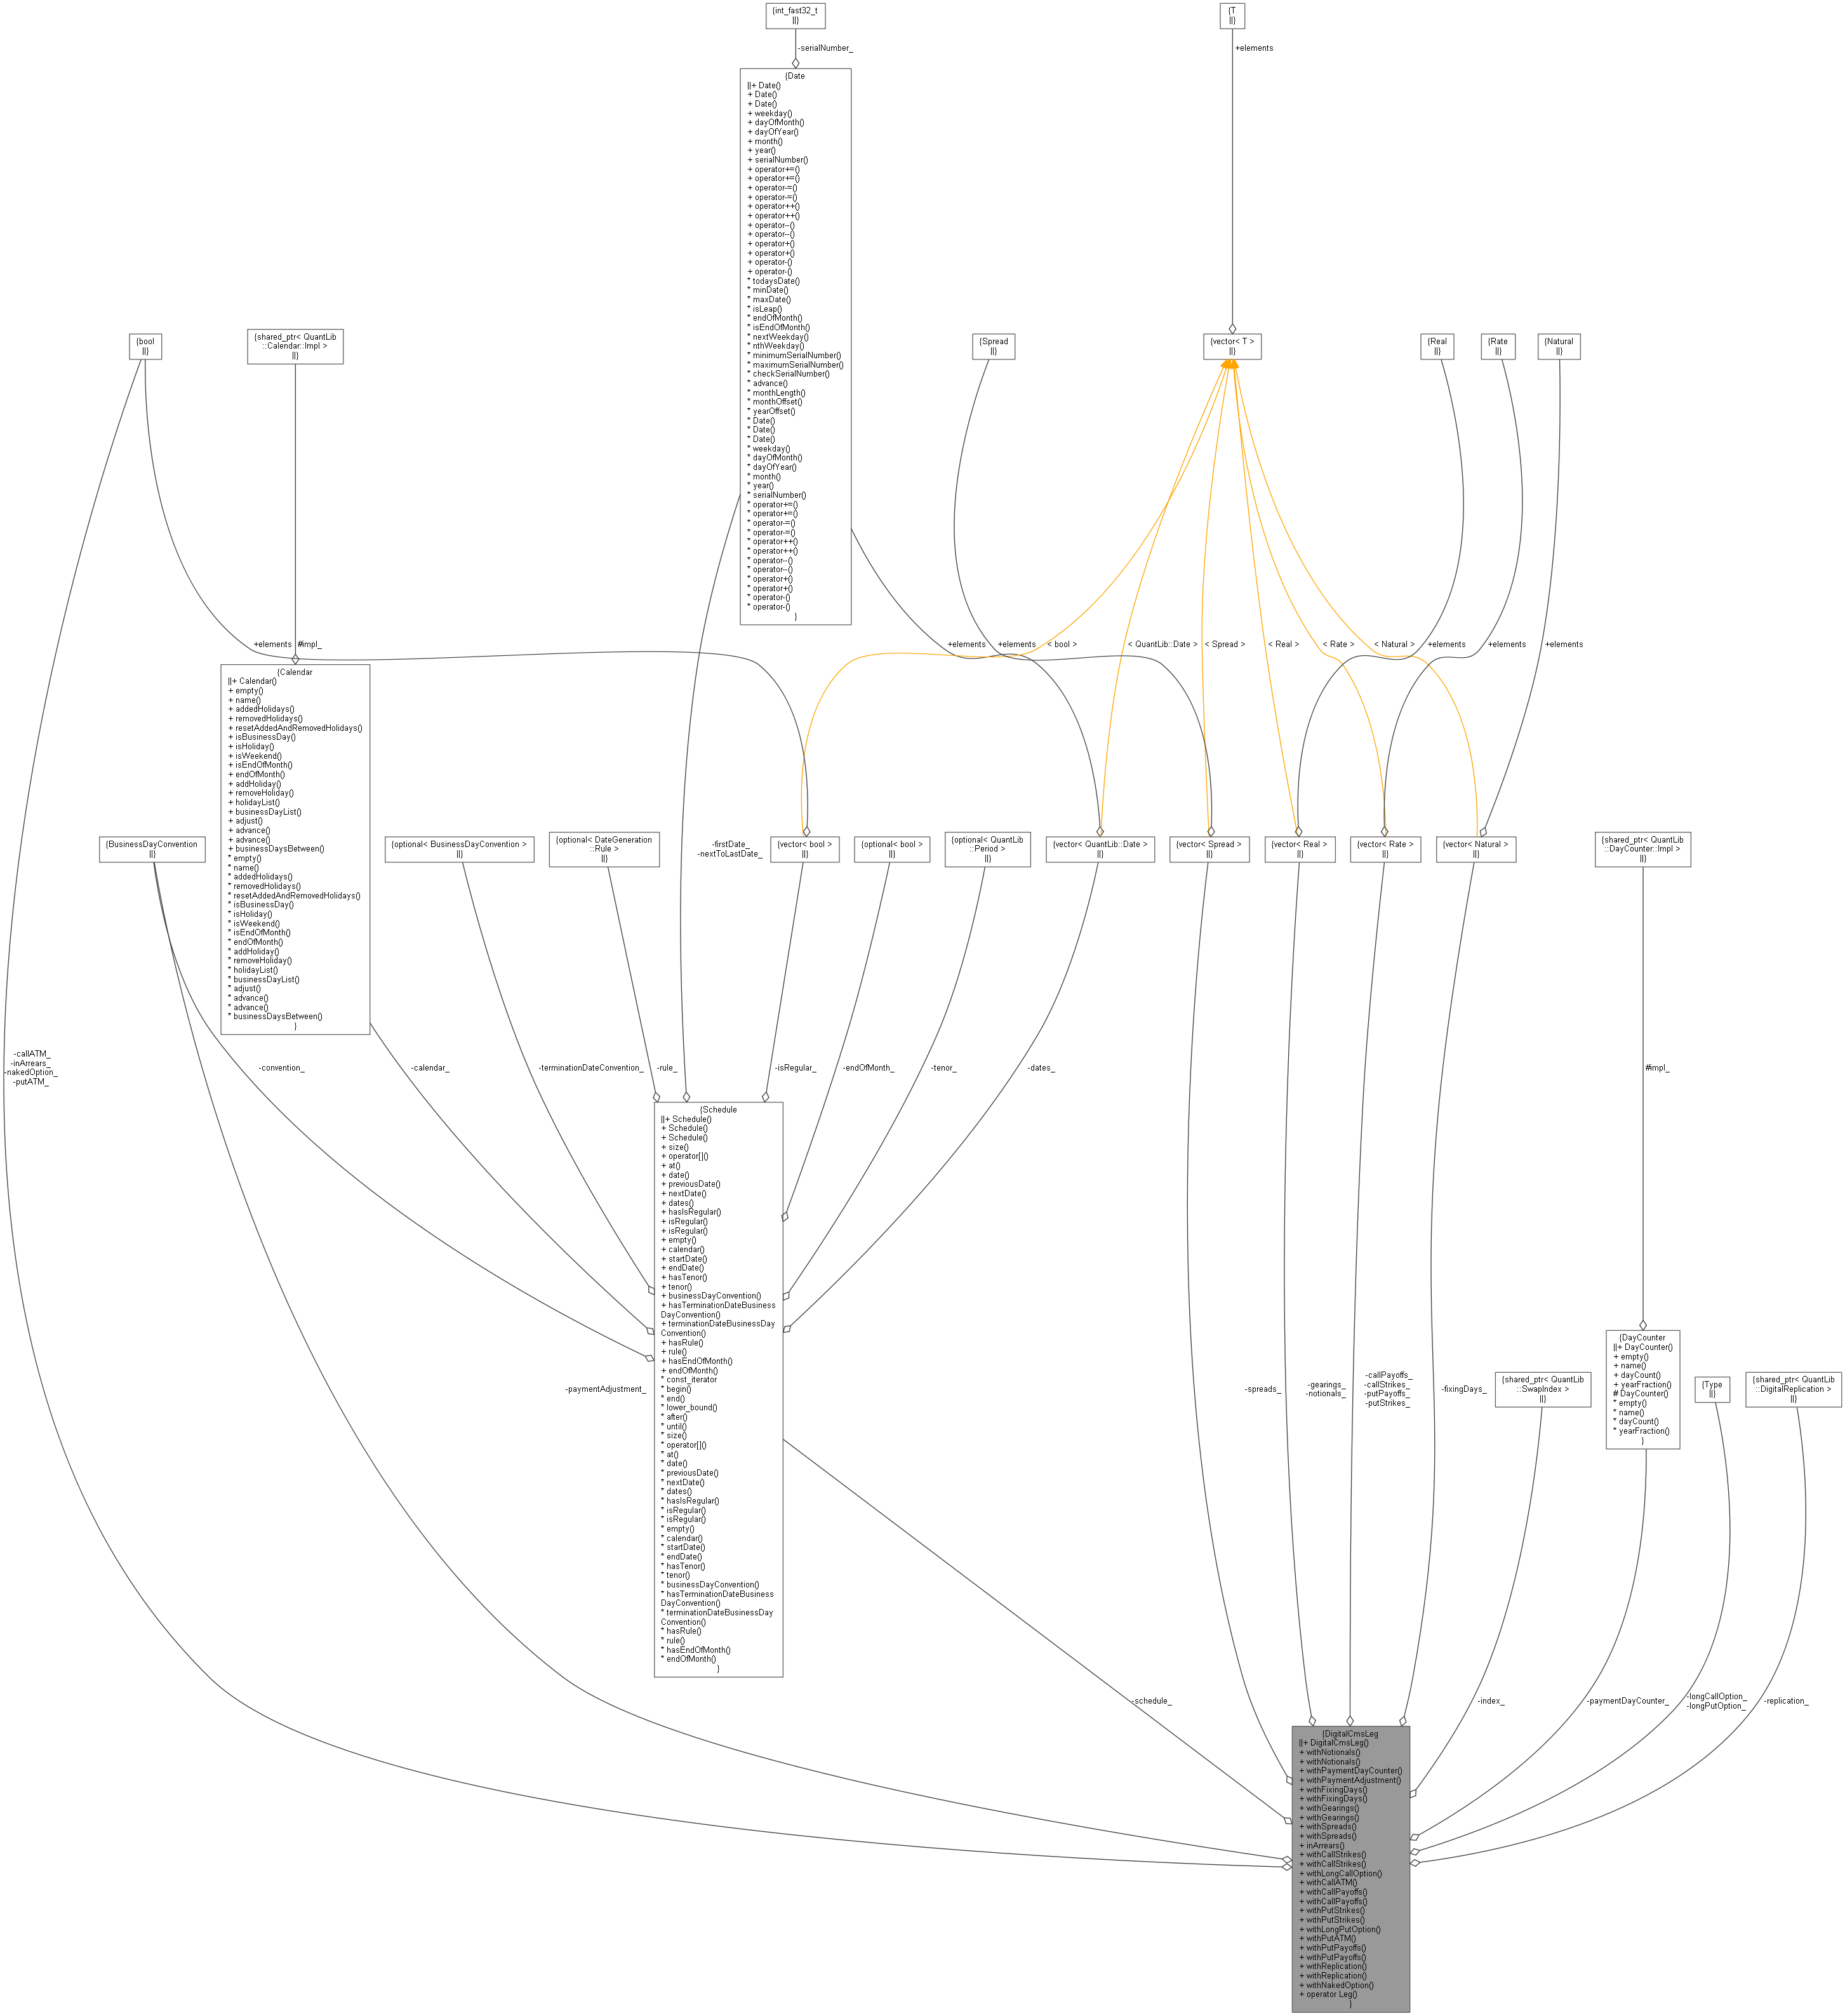 {int_fast32_t
||}
{T
||}
-serialNumber_
+elements
{Date
||+ Date()
+ Date()
+ Date()
+ weekday()
+ dayOfMonth()
+ dayOfYear()
+ month()
+ year()
+ serialNumber()
+ operator+=()
+ operator+=()
+ operator-=()
+ operator-=()
+ operator++()
+ operator++()
+ operator--()
+ operator--()
+ operator+()
+ operator+()
+ operator-()
+ operator-()
* todaysDate()
* minDate()
* maxDate()
* isLeap()
* endOfMonth()
* isEndOfMonth()
* nextWeekday()
* nthWeekday()
* minimumSerialNumber()
* maximumSerialNumber()
* checkSerialNumber()
* advance()
* monthLength()
* monthOffset()
* yearOffset()
* Date()
* Date()
* Date()
* weekday()
* dayOfMonth()
* dayOfYear()
* month()
* year()
* serialNumber()
* operator+=()
* operator+=()
* operator-=()
* operator-=()
* operator++()
* operator++()
* operator--()
* operator--()
* operator+()
* operator+()
* operator-()
* operator-()
}
{bool
||}
{shared_ptr< QuantLib
::Calendar::Impl >
||}
{Spread
||}
{vector< T >
||}
{Real
||}
{Rate
||}
{Natural
||}
+elements
#impl_
+elements
+elements
< bool >
< QuantLib::Date >
< Spread >
< Real >
< Rate >
< Natural >
+elements
+elements
+elements
{Calendar
||+ Calendar()
+ empty()
+ name()
+ addedHolidays()
+ removedHolidays()
+ resetAddedAndRemovedHolidays()
+ isBusinessDay()
+ isHoliday()
+ isWeekend()
+ isEndOfMonth()
+ endOfMonth()
+ addHoliday()
+ removeHoliday()
+ holidayList()
+ businessDayList()
+ adjust()
+ advance()
+ advance()
+ businessDaysBetween()
* empty()
* name()
* addedHolidays()
* removedHolidays()
* resetAddedAndRemovedHolidays()
* isBusinessDay()
* isHoliday()
* isWeekend()
* isEndOfMonth()
* endOfMonth()
* addHoliday()
* removeHoliday()
* holidayList()
* businessDayList()
* adjust()
* advance()
* advance()
* businessDaysBetween()
}
{BusinessDayConvention
||}
{optional< BusinessDayConvention >
||}
{optional< DateGeneration
::Rule >
||}
-firstDate_
-nextToLastDate_
{vector< bool >
||}
{optional< bool >
||}
{optional< QuantLib
::Period >
||}
{vector< QuantLib::Date >
||}
{vector< Spread >
||}
{vector< Real >
||}
{vector< Rate >
||}
{vector< Natural >
||}
{shared_ptr< QuantLib
::DayCounter::Impl >
||}
-callATM_
-inArrears_
-nakedOption_
-putATM_
-convention_
-calendar_
-terminationDateConvention_
-rule_
-isRegular_
-endOfMonth_
-tenor_
-dates_
#impl_
{Schedule
||+ Schedule()
+ Schedule()
+ Schedule()
+ size()
+ operator[]()
+ at()
+ date()
+ previousDate()
+ nextDate()
+ dates()
+ hasIsRegular()
+ isRegular()
+ isRegular()
+ empty()
+ calendar()
+ startDate()
+ endDate()
+ hasTenor()
+ tenor()
+ businessDayConvention()
+ hasTerminationDateBusiness
DayConvention()
+ terminationDateBusinessDay
Convention()
+ hasRule()
+ rule()
+ hasEndOfMonth()
+ endOfMonth()
* const_iterator
* begin()
* end()
* lower_bound()
* after()
* until()
* size()
* operator[]()
* at()
* date()
* previousDate()
* nextDate()
* dates()
* hasIsRegular()
* isRegular()
* isRegular()
* empty()
* calendar()
* startDate()
* endDate()
* hasTenor()
* tenor()
* businessDayConvention()
* hasTerminationDateBusiness
DayConvention()
* terminationDateBusinessDay
Convention()
* hasRule()
* rule()
* hasEndOfMonth()
* endOfMonth()
}
-paymentAdjustment_
-spreads_
-gearings_
-notionals_
-callPayoffs_
-callStrikes_
-putPayoffs_
-putStrikes_
-fixingDays_
{shared_ptr< QuantLib
::SwapIndex >
||}
{DayCounter
||+ DayCounter()
+ empty()
+ name()
+ dayCount()
+ yearFraction()
# DayCounter()
* empty()
* name()
* dayCount()
* yearFraction()
}
{Type
||}
{shared_ptr< QuantLib
::DigitalReplication >
||}
-schedule_
-index_
-paymentDayCounter_
-longCallOption_
-longPutOption_
-replication_
{DigitalCmsLeg
||+ DigitalCmsLeg()
+ withNotionals()
+ withNotionals()
+ withPaymentDayCounter()
+ withPaymentAdjustment()
+ withFixingDays()
+ withFixingDays()
+ withGearings()
+ withGearings()
+ withSpreads()
+ withSpreads()
+ inArrears()
+ withCallStrikes()
+ withCallStrikes()
+ withLongCallOption()
+ withCallATM()
+ withCallPayoffs()
+ withCallPayoffs()
+ withPutStrikes()
+ withPutStrikes()
+ withLongPutOption()
+ withPutATM()
+ withPutPayoffs()
+ withPutPayoffs()
+ withReplication()
+ withReplication()
+ withNakedOption()
+ operator Leg()
}